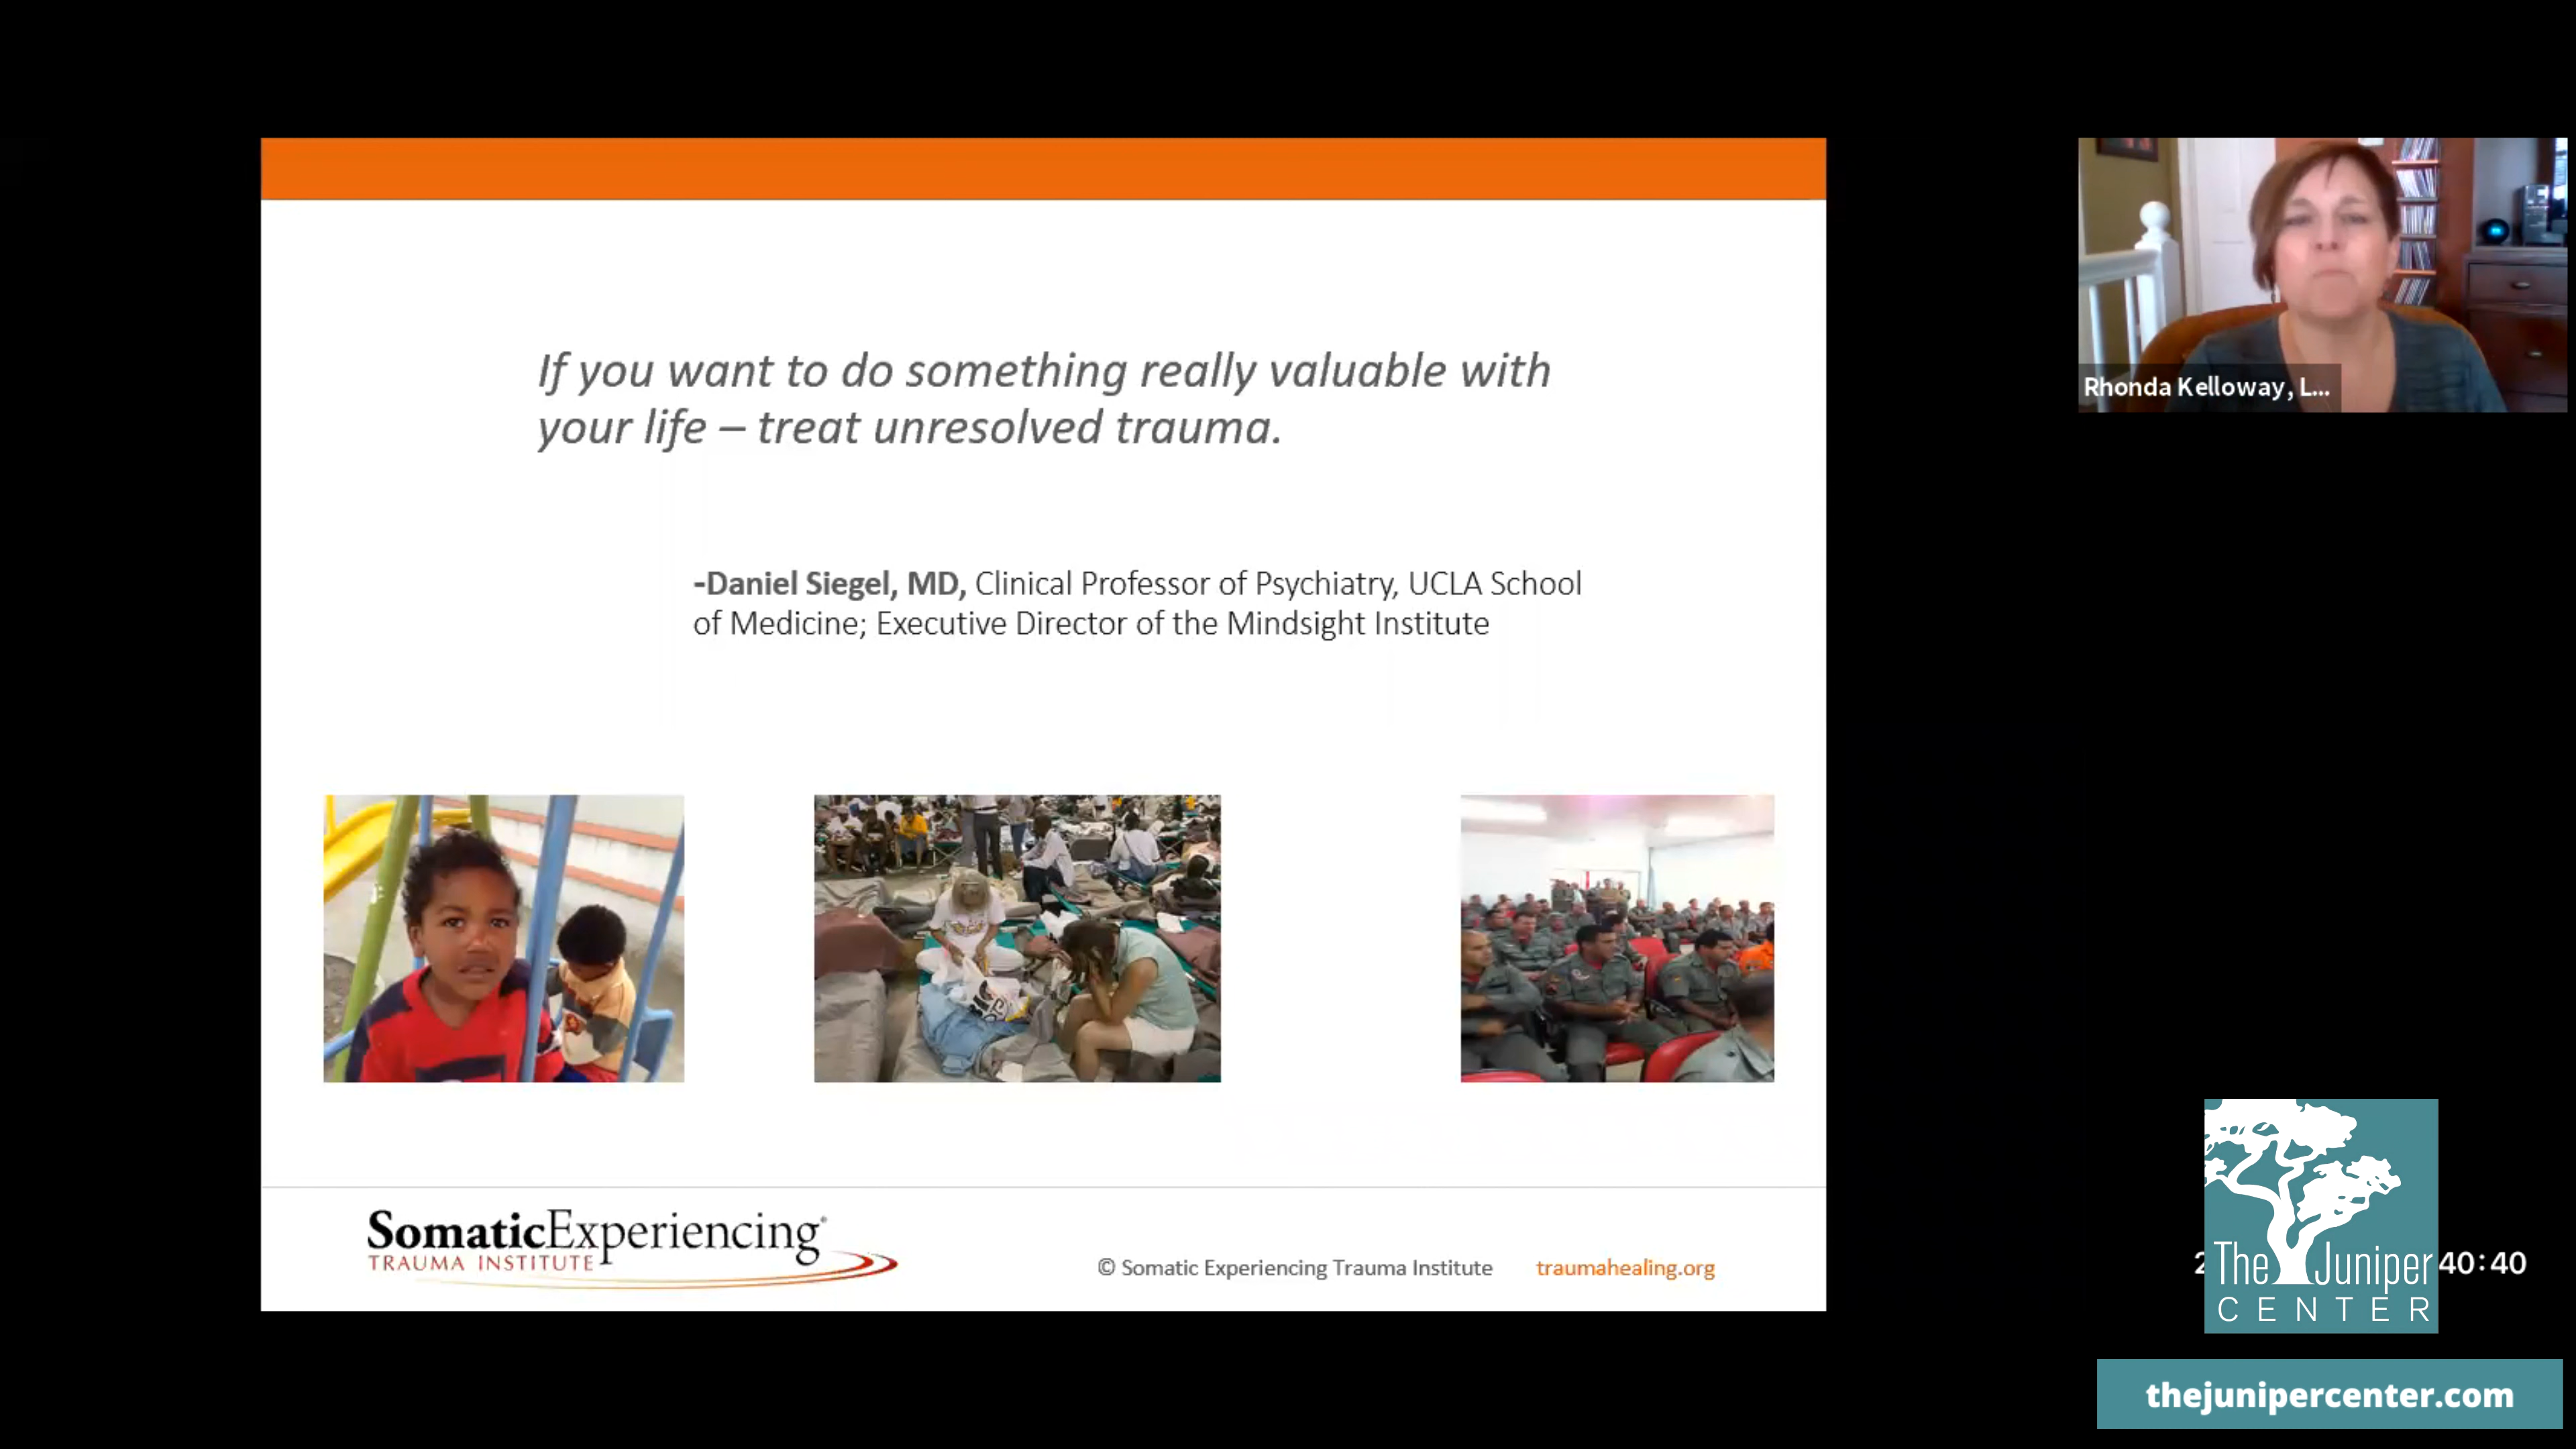 If you want to do something really valuable with
your life – treat unresolved trauma.
-Daniel Siegel, MD, Clinical Professor of Psychiatry, UCLA School
of Medicine; Executive Director of the Mindsight Institute
SomaticExperiencing®
TRAUMA INSTITUTE
© Somatic Experiencing Trauma Institute traumahealing.org
Rhonda Kelloway, L...
The Juniper
CENTER
40:40
thejunipercenter.com